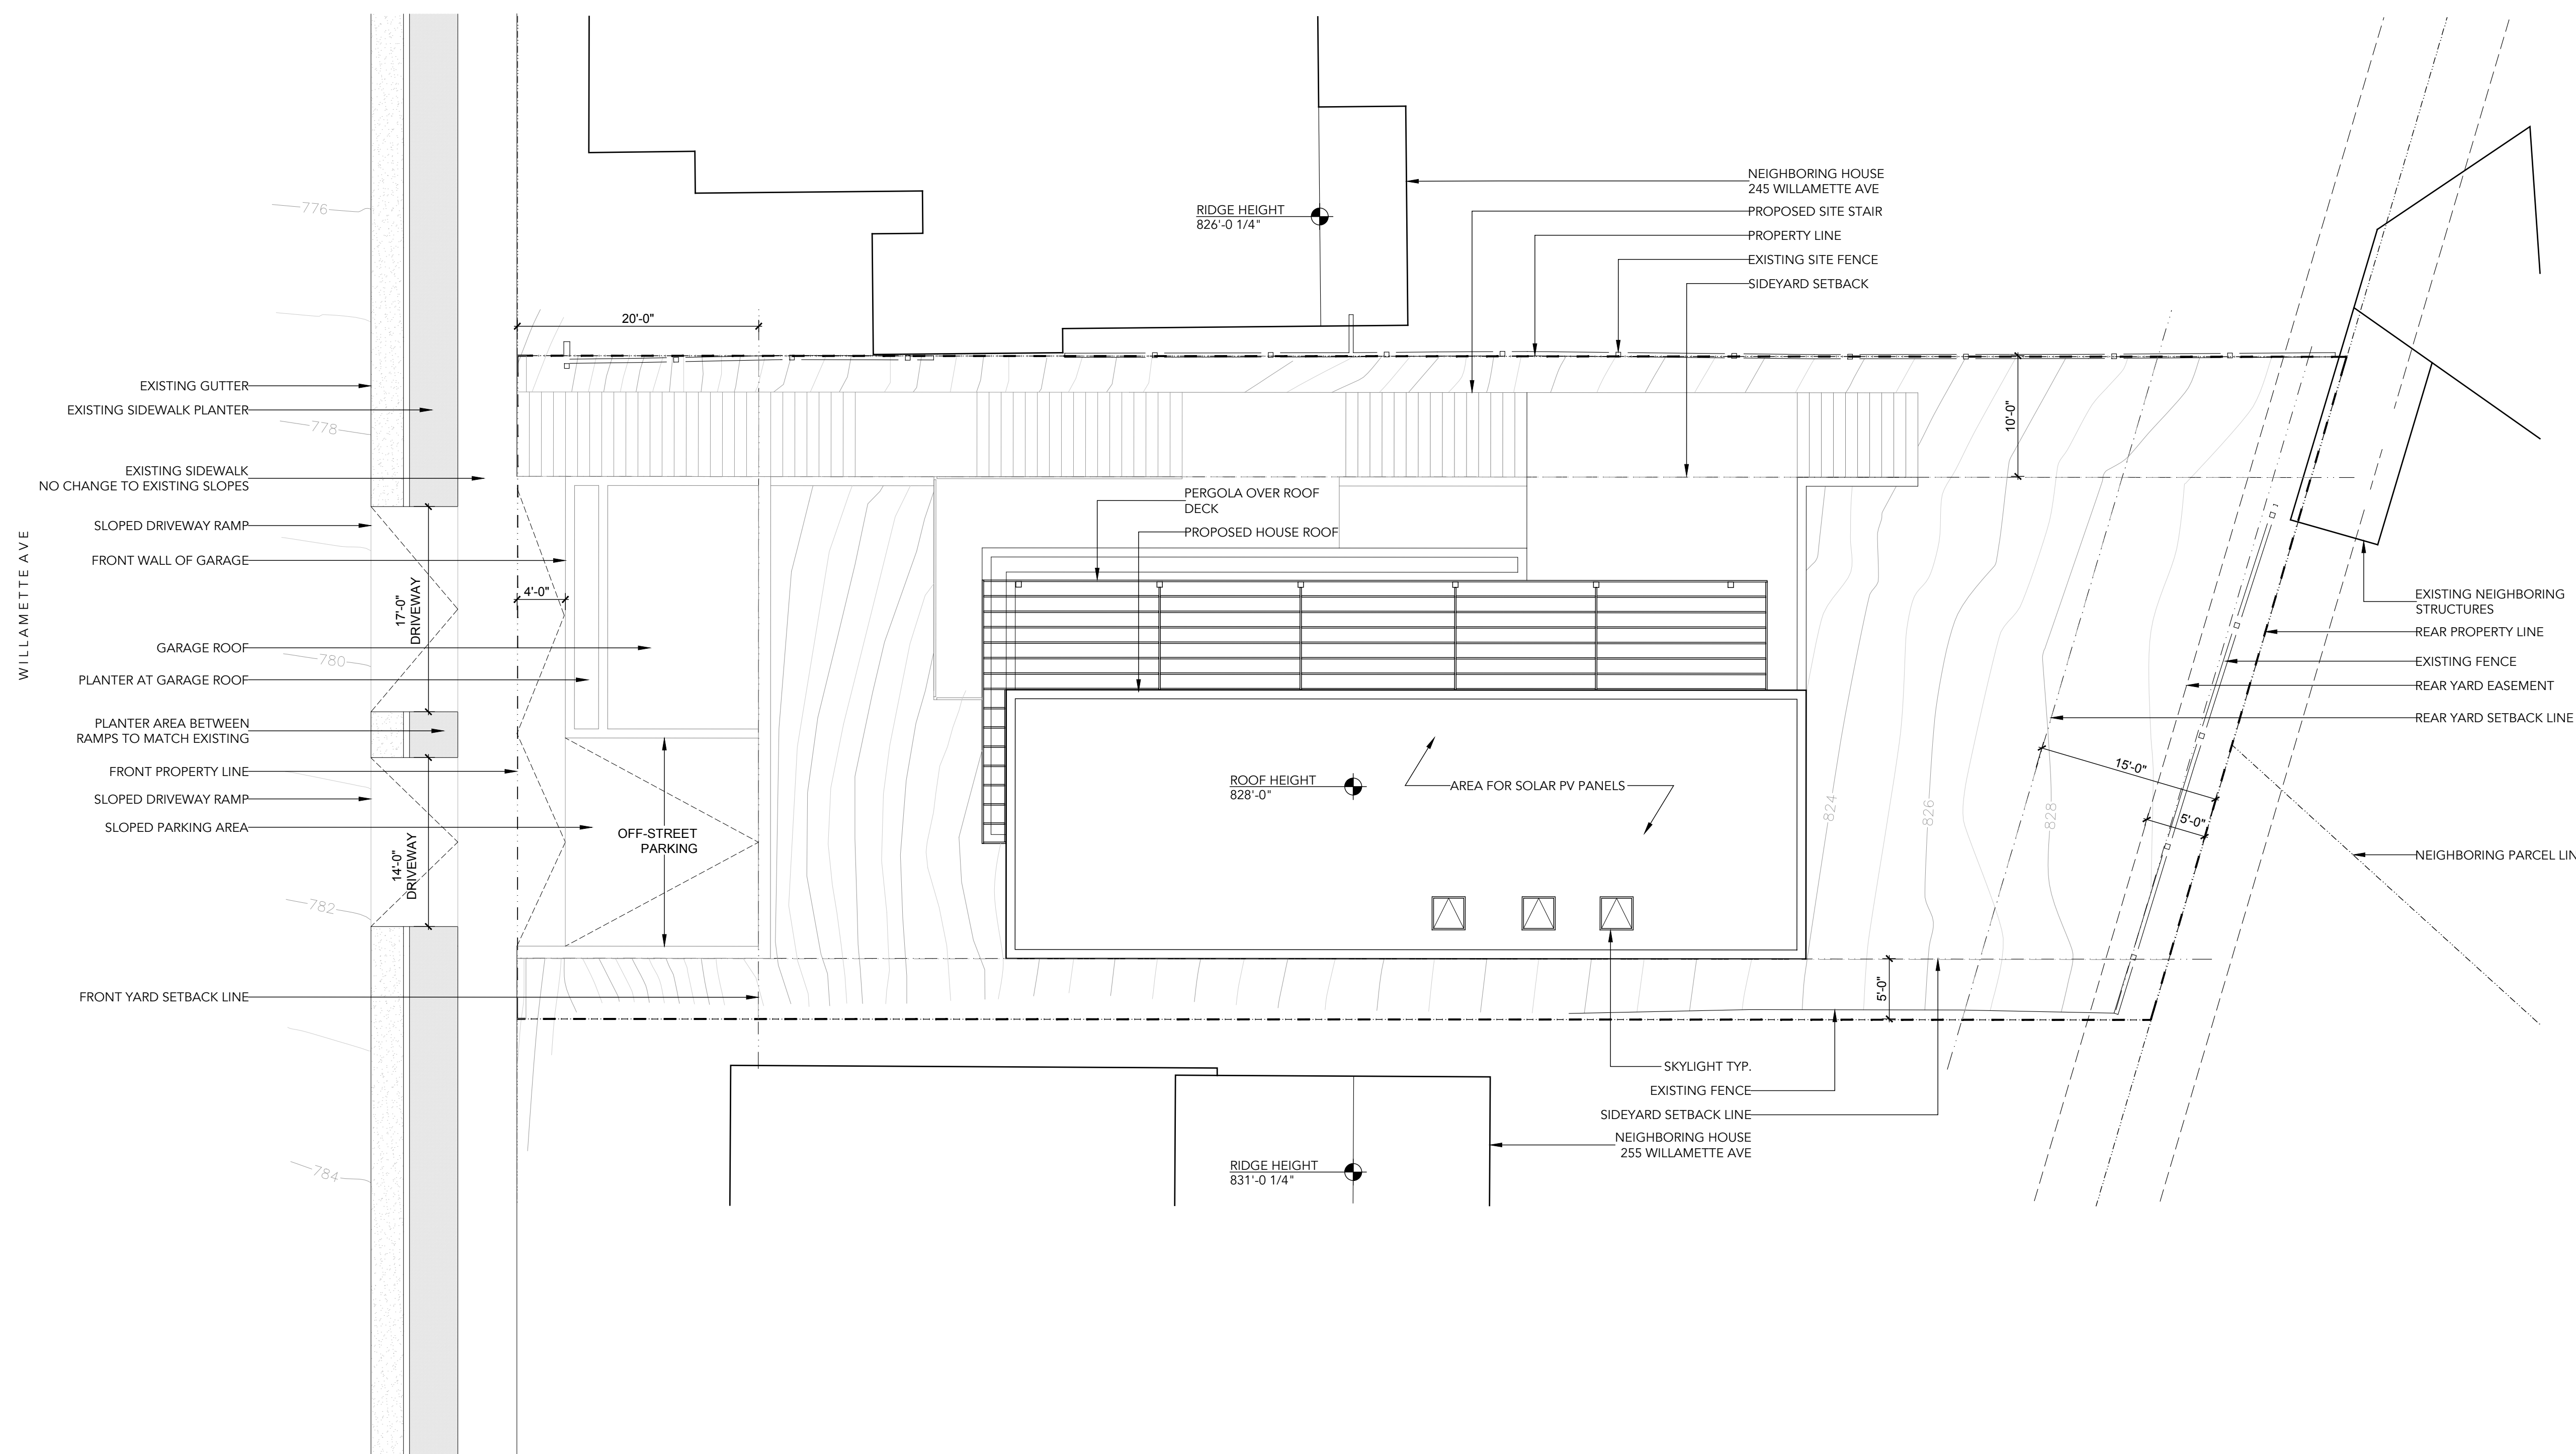 WILLAMETTE AVE
776
778
780
782
784
EXISTING GUTTER
EXISTING SIDEWALK PLANTER
EXISTING SIDEWALK
NO CHANGE TO EXISTING SLOPES
SLOPED DRIVEWAY RAMP
FRONT WALL OF GARAGE
GARAGE ROOF
PLANTER AT GARAGE ROOF
PLANTER AREA BETWEEN
RAMPS TO MATCH EXISTING
FRONT PROPERTY LINE
SLOPED DRIVEWAY RAMP
SLOPED PARKING AREA
FRONT YARD SETBACK LINE
17'-0"
DRIVEWAY
14'-0"
DRIVEWAY
20'-0"
4'-0"
OFF-STREET
PARKING
RIDGE HEIGHT
826'-0 1/4"
NEIGHBORING HOUSE
245 WILLAMETTE AVE
PROPOSED SITE STAIR
PROPERTY LINE
EXISTING SITE FENCE
SIDEYARD SETBACK
PERGOLA OVER ROOF
DECK
PROPOSED HOUSE ROOF
ROOF HEIGHT
828'-0"
AREA FOR SOLAR PV PANELS
10'-0"
824
826
828
15'-0"
5'-0"
5'-0"
EXISTING NEIGHBORING
STRUCTURES
REAR PROPERTY LINE
EXISTING FENCE
REAR YARD EASEMENT
REAR YARD SETBACK LINE
NEIGHBORING PARCEL LIN
SKYLIGHT TYP.
EXISTING FENCE
SIDEYARD SETBACK LINE
NEIGHBORING HOUSE
255 WILLAMETTE AVE
RIDGE HEIGHT
831'-0 1/4"